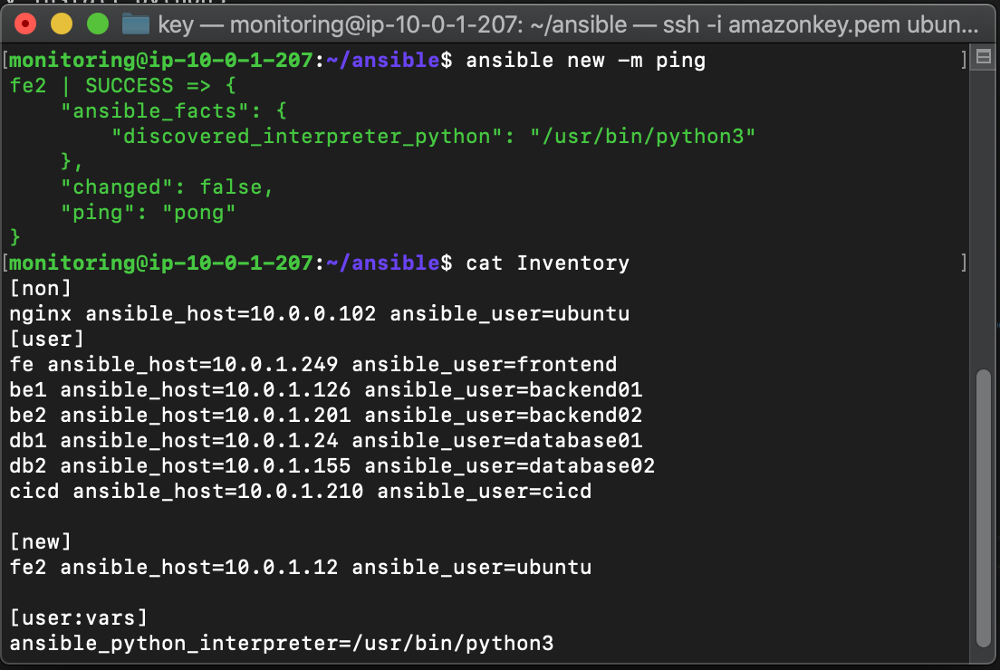 key — monitoring@ip-10-0-1-207: ~/ansible — ssh -i amazonkey.pem ubun...
[monitoring@ip-10-0-1-207:~/ansible$ ansible new -m ping ]
fe2 | SUCCESS => {
    "ansible_facts": {
        "discovered_interpreter_python": "/usr/bin/python3"
    },
    "changed": false,
    "ping": "pong"
}
[monitoring@ip-10-0-1-207:~/ansible$ cat Inventory ]
[non]
nginx ansible_host=10.0.0.102 ansible_user=ubuntu
[user]
fe ansible_host=10.0.1.249 ansible_user=frontend
be1 ansible_host=10.0.1.126 ansible_user=backend01
be2 ansible_host=10.0.1.201 ansible_user=backend02
db1 ansible_host=10.0.1.24 ansible_user=database01
db2 ansible_host=10.0.1.155 ansible_user=database02
cicd ansible_host=10.0.1.210 ansible_user=cicd

[new]
fe2 ansible_host=10.0.1.12 ansible_user=ubuntu

[user:vars]
ansible_python_interpreter=/usr/bin/python3